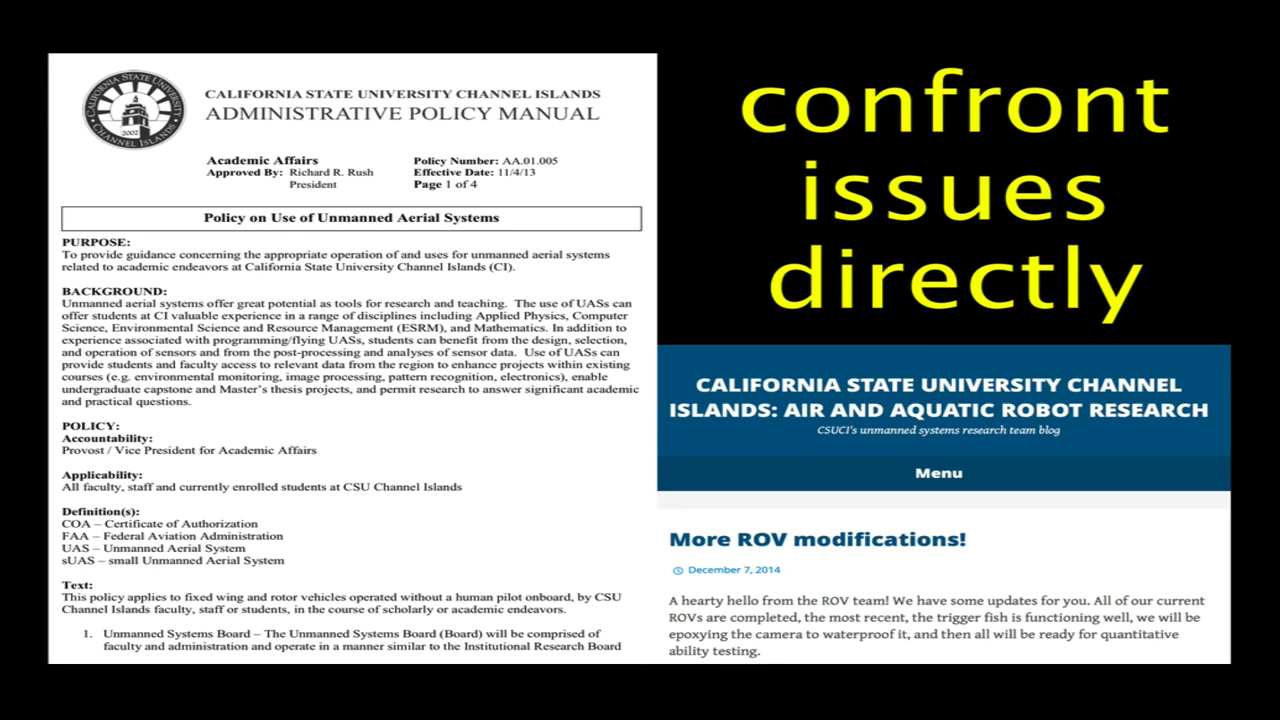 CALIFORNIA STATE UNIVERSITY
CHANNEL ISLANDS
2002
CALIFORNIA STATE UNIVERSITY CHANNEL ISLANDS
ADMINISTRATIVE POLICY MANUAL
Academic Affairs
Approved By: Richard R. Rush
President
Policy Number: AA.01.005
Effective Date: 11/4/13
Page 1 of 4
Policy on Use of Unmanned Aerial Systems
PURPOSE:
To provide guidance concerning the appropriate operation of and uses for unmanned aerial systems
related to academic endeavors at California State University Channel Islands (CI).
BACKGROUND:
Unmanned aerial systems offer great potential as tools for research and teaching. The use of UASs can
offer students at CI valuable experience in a range of disciplines including Applied Physics, Computer
Science, Environmental Science and Resource Management (ESRM), and Mathematics. In addition to
experience associated with programming/flying UASs, students can benefit from the design, selection,
and operation of sensors and from the post-processing and analyses of sensor data. Use of UASs can
provide students and faculty access to relevant data from the region to enhance projects within existing
courses (e.g. environmental monitoring, image processing, pattern recognition, electronics), enable
undergraduate capstone and Master's thesis projects, and permit research to answer significant academic
and practical questions.
POLICY:
Accountability:
Provost / Vice President for Academic Affairs
Applicability:
All faculty, staff and currently enrolled students at CSU Channel Islands
Definition(s):
COA – Certificate of Authorization
FAA – Federal Aviation Administration
UAS – Unmanned Aerial System
sUAS – small Unmanned Aerial System
Text:
This policy applies to fixed wing and rotor vehicles operated without a human pilot onboard, by CSU
Channel Islands faculty, staff or students, in the course of scholarly or academic endeavors.
1. Unmanned Systems Board – The Unmanned Systems Board (Board) will be comprised of
faculty and administration and operate in a manner similar to the Institutional Research Board
confront
issues
directly
CALIFORNIA STATE UNIVERSITY CHANNEL
ISLANDS: AIR AND AQUATIC ROBOT RESEARCH
CSUCI's unmanned systems research team blog
Menu
More ROV modifications!
December 7, 2014
A hearty hello from the ROV team! We have some updates for you. All of our current
ROVs are completed, the most recent, the trigger fish is functioning well, we will be
epoxying the camera to waterproof it, and then all will be ready for quantitative
ability testing.